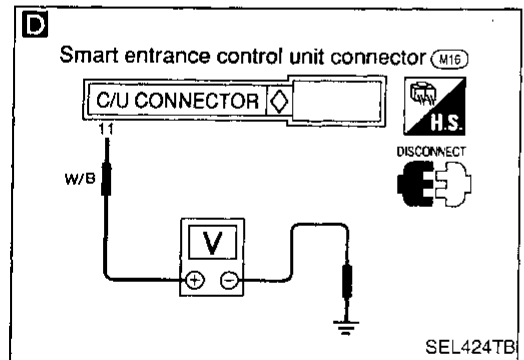 D
Smart entrance control unit connector M16
C/U CONNECTOR
H.S.
11
DISCONNECT
W/B
V
+ −
SEL424TB